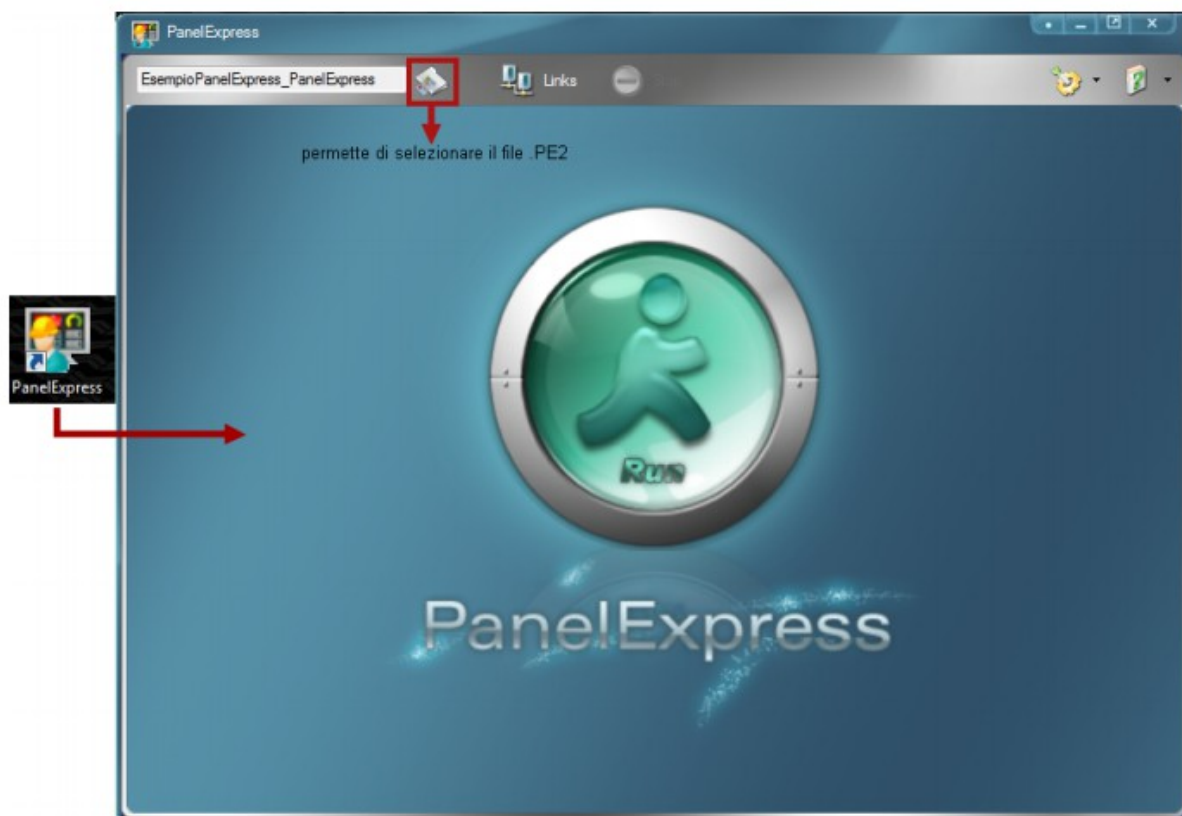 PanelExpress
EsempioPanelExpress_PanelExpress
Links
permette di selezionare il file .PE2
Run
PanelExpress
PanelExpress